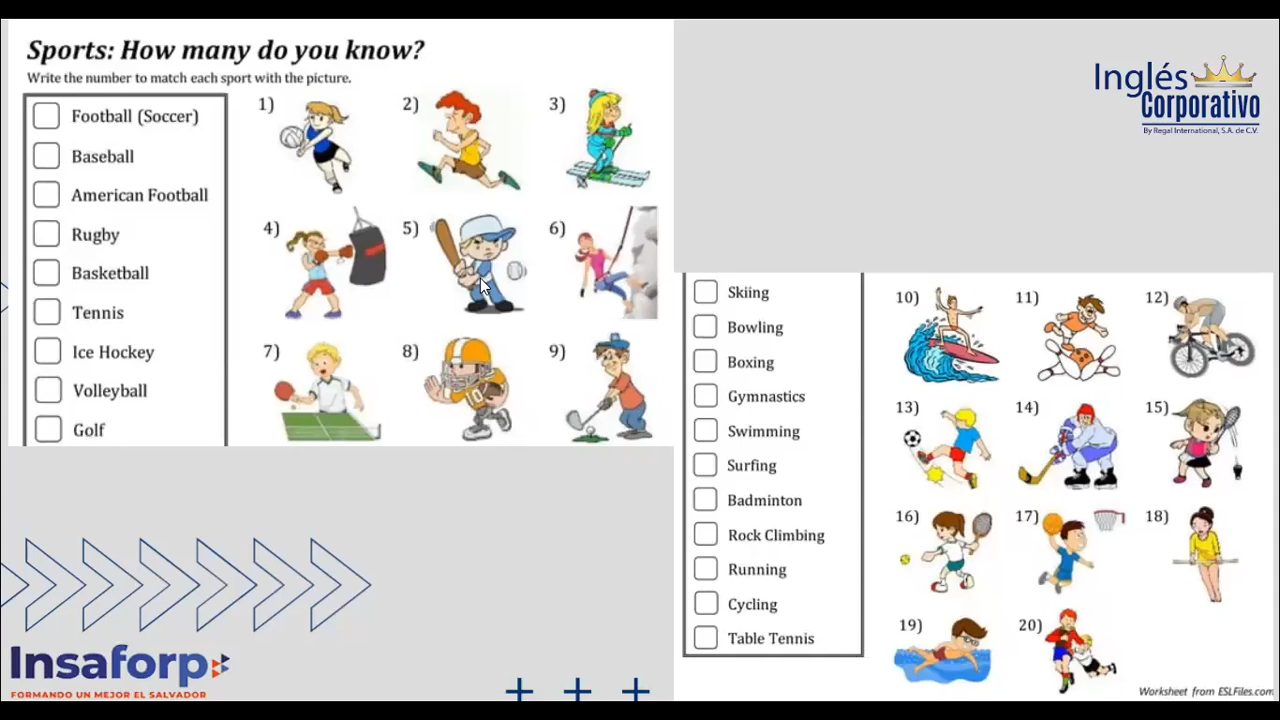 Sports: How many do you know?
Write the number to match each sport with the picture.
Football (Soccer)
Baseball
American Football
Rugby
Basketball
Tennis
Ice Hockey
Volleyball
Golf
1)
2)
3)
4)
5)
6)
7)
8)
9)
10
Inglés
Corporativo
By Regal International, S.A. de C.V.
Skiing
Bowling
Boxing
Gymnastics
Swimming
Surfing
Badminton
Rock Climbing
Running
Cycling
Table Tennis
10)
11)
12)
13)
14)
15)
16)
17)
18)
19)
20)
Worksheet from ESLFiles.com
Insaforp
FORMANDO UN MEJOR EL SALVADOR